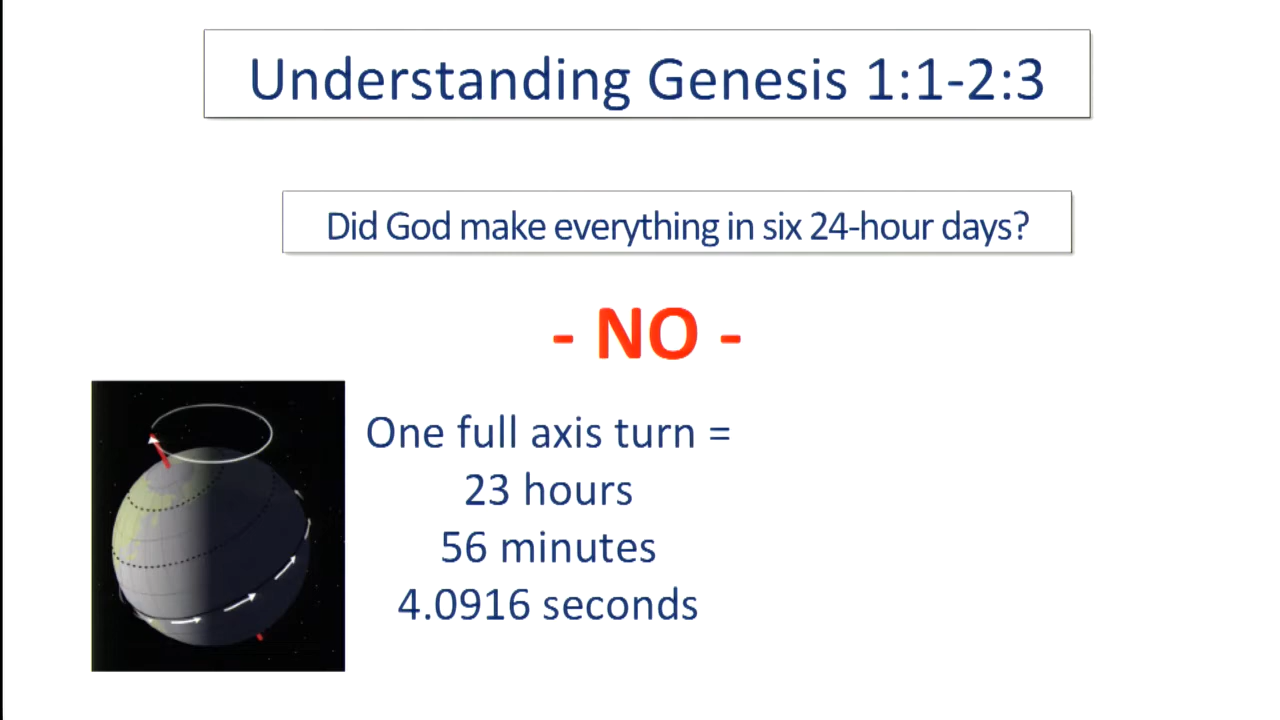 Understanding Genesis 1:1-2:3
Did God make everything in six 24-hour days?
- NO -
One full axis turn =
23 hours
56 minutes
4.0916 seconds